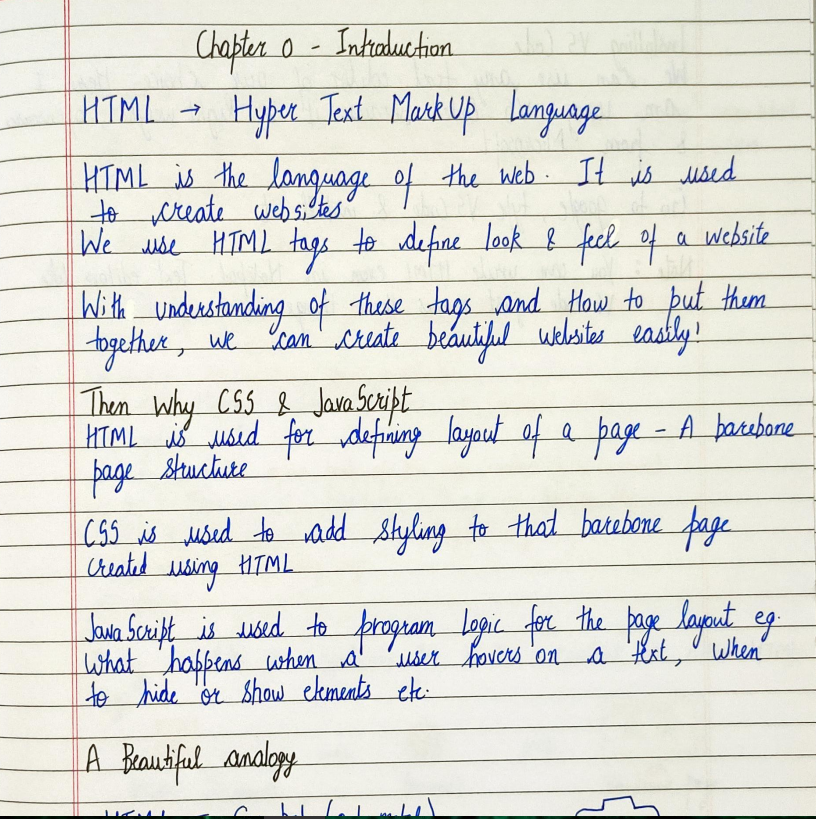 Chapter 0 - Introduction
HTML → Hyper Text MarkUp Language
HTML is the language of the web. It is used
to create websites
We use HTML tags to define look & feel of a website
With understanding of these tags and How to put them
together, we can create beautiful websites easily!
Then Why CSS & JavaScript
HTML is used for defining layout of a page - A barebone
page structure
CSS is used to add styling to that barebone page
created using HTML
JavaScript is used to program Logic for the page layout eg.
What happens when a user hovers on a text, when
to hide or show elements etc.
A Beautiful analogy